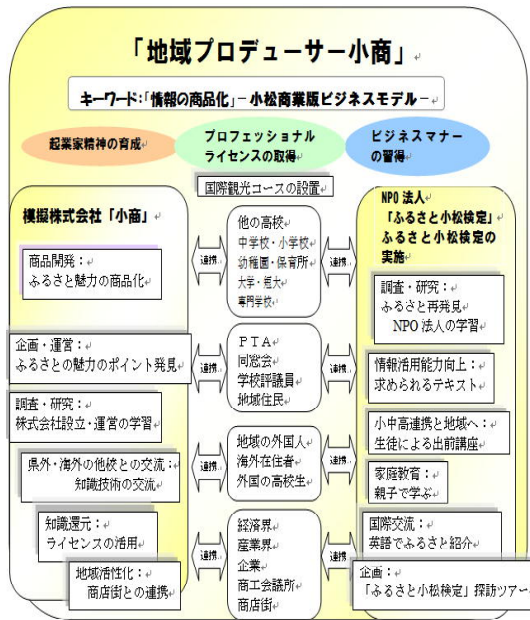 「地域プロデューサー小商」
キーワード:「情報の商品化」－小松商業版ビジネスモデル－
起業家精神の育成
プロフェッショナル
ライセンスの取得
ビジネスマナー
の習得
国際観光コースの設置
模擬株式会社「小商」
商品開発：
ふるさと魅力の商品化
企画・運営：
ふるさとの魅力のポイント発見
調査・研究：
株式会社設立・運営の学習
県外・海外の他校との交流：
知識技術の交流
知識還元：
ライセンスの活用
地域活性化：
商店街との連携
連携
連携
連携
連携
他の高校
中学校・小学校
幼稚園・保育所
大学・短大
専門学校
ＰＴＡ
同窓会
学校評議員
地域住民
地域の外国人
海外在住者
外国の高校生
経済界
産業界
企業
商工会議所
商店街
連携
連携
連携
連携
NPO 法人
「ふるさと小松検定」
ふるさと小松検定の
実施
調査・研究：
ふるさと再発見
NPO 法人の学習
情報活用能力向上：
求められるテキスト
小中高連携と地域へ：
生徒による出前講座
家庭教育：
親子で学ぶ
国際交流：
英語でふるさと紹介
企画：
「ふるさと小松検定」探訪ツアー